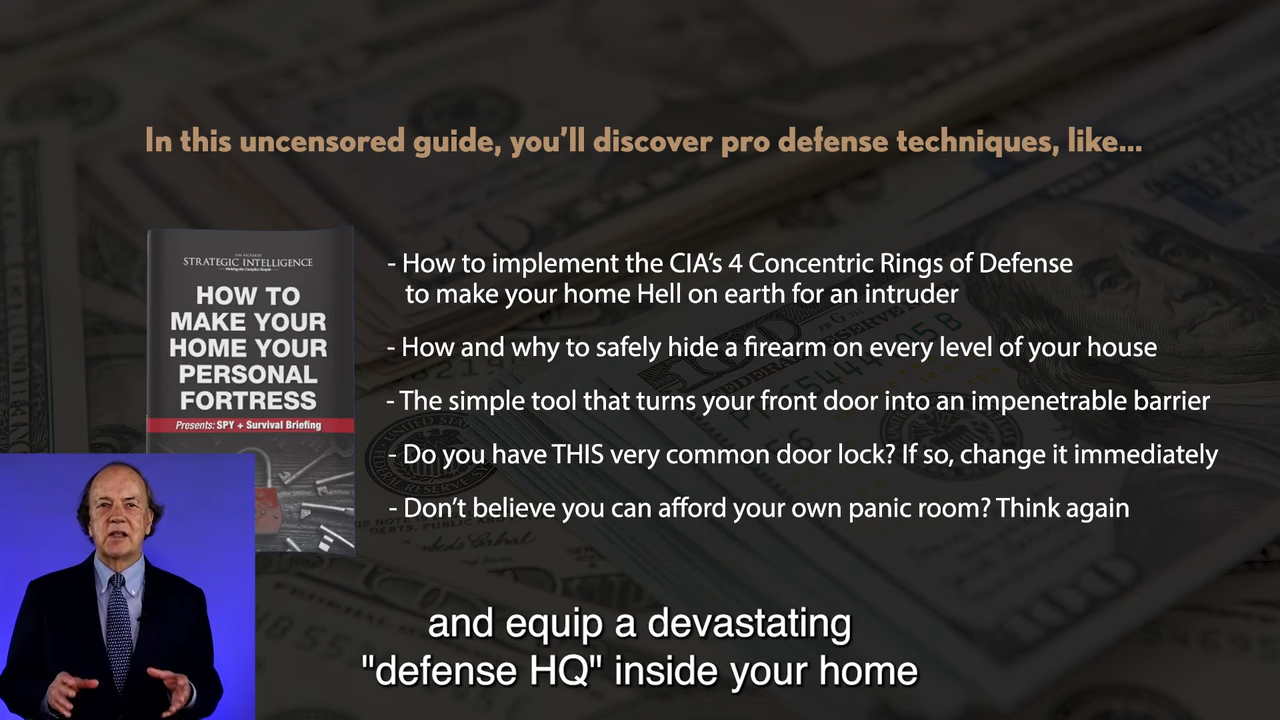 In this uncensored guide, you'll discover pro defense techniques, like...
STRATEGIC INTELLIGENCE
HOW TO
MAKE YOUR
HOME YOUR
PERSONAL
FORTRESS
Presents: SPY + Survival Briefing
- How to implement the CIA's 4 Concentric Rings of Defense
to make your home Hell on earth for an intruder
- How and why to safely hide a firearm on every level of your house
- The simple tool that turns your front door into an impenetrable barrier
- Do you have THIS very common door lock? If so, change it immediately
- Don't believe you can afford your own panic room? Think again
and equip a devastating
"defense HQ" inside your home